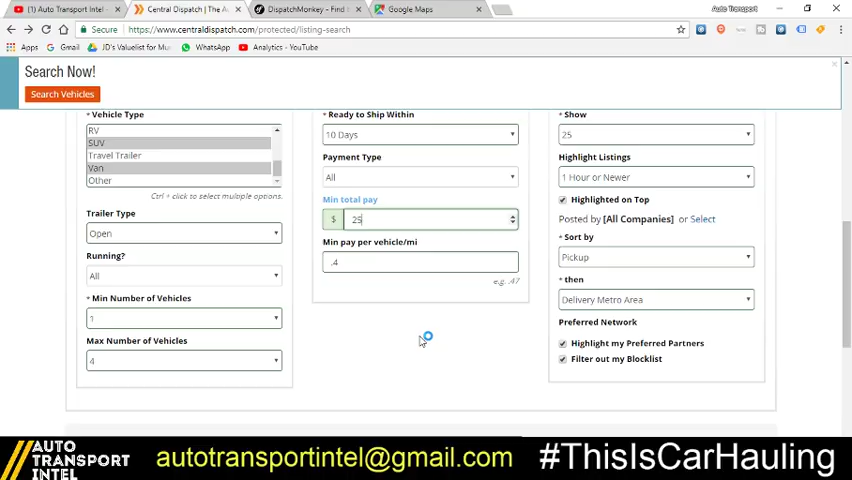 (1) Auto Transport Intel -
Central Dispatch | The A
DispatchMonkey - Find l
Google Maps
Auto Transport
Secure
https://www.centraldispatch.com/protected/listing-search
Apps
Gmail
JD's Valuelist for Mu
WhatsApp
Analytics - YouTube
Search Now!
Search Vehicles
* Vehicle Type
RV
SUV
Travel Trailer
Van
Other
Ctrl + click to select multiple options.
Trailer Type
Open
Running?
All
* Min Number of Vehicles
1
Max Number of Vehicles
4
* Ready to Ship Within
10 Days
Payment Type
All
Min total pay
$ 25
Min pay per vehicle/mi
.4
e.g. .47
* Show
25
Highlight Listings
1 Hour or Newer
Highlighted on Top
Posted by [All Companies] or Select
* Sort by
Pickup
* then
Delivery Metro Area
Preferred Network
Highlight my Preferred Partners
Filter out my Blocklist
AUTO
TRANSPORT
INTEL
autotransportintel@gmail.com
#ThisIsCarHauling